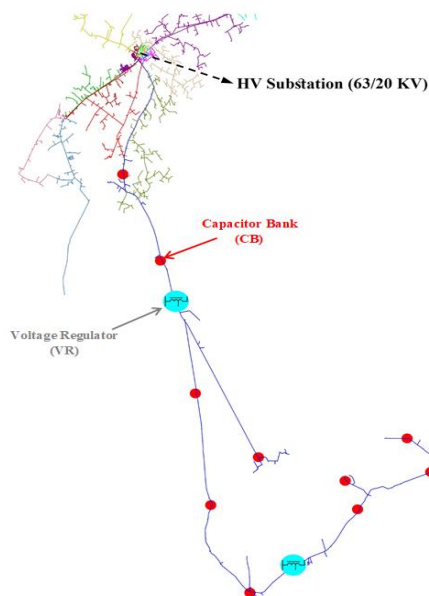 HV Substation (63/20 KV)
Capacitor Bank
(CB)
Voltage Regulator
(VR)